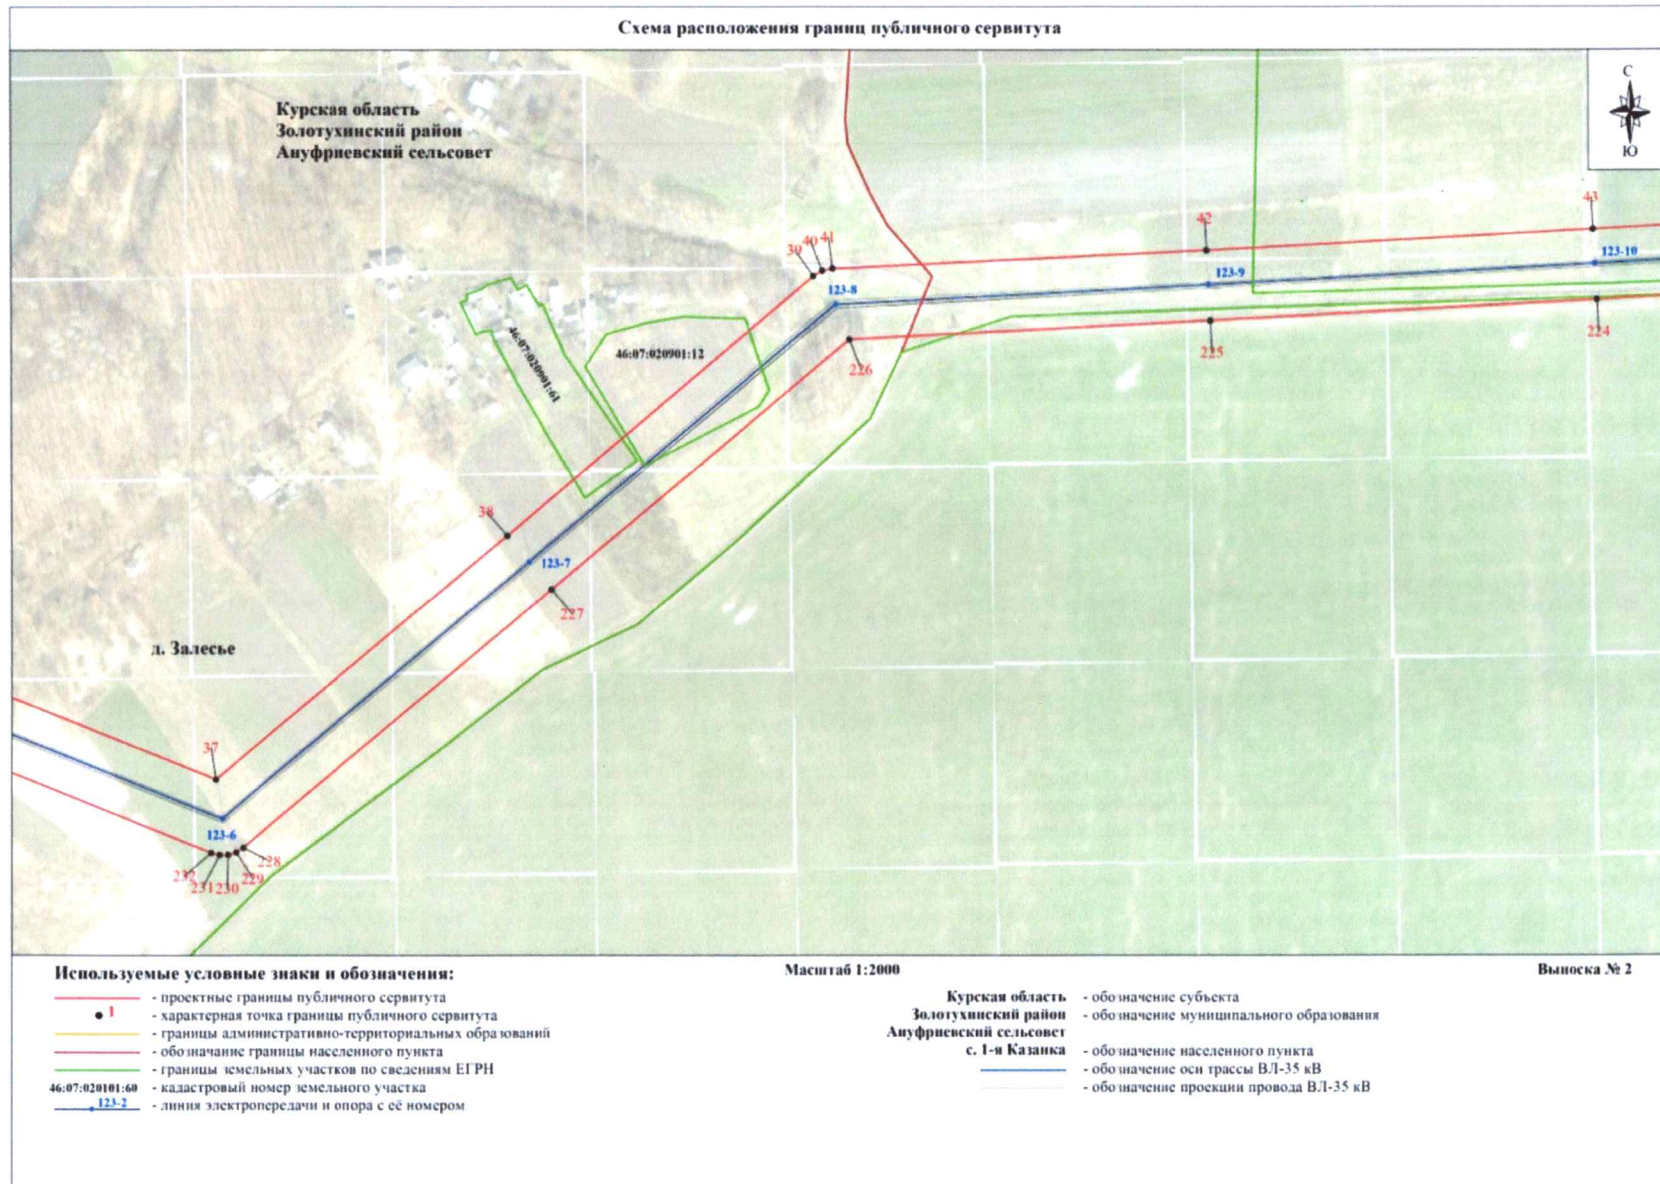 Схема расположения границ публичного сервитута
С
Ю
Курская область
Золотухинский район
Ануфриевский сельсовет
43
42
41
40
39
123-10
123-9
123-8
224
225
226
46:07:020901:12
46:07:020901:61
38
123-7
227
д. Залесье
37
123-6
228
229
230
231
232
Используемые условные знаки и обозначения:
- проектные границы публичного сервитута
1 - характерная точка границы публичного сервитута
- границы административно-территориальных образований
- обозначание границы населенного пункта
- границы земельных участков по сведениям ЕГРН
46:07:020101:60 - кадастровый номер земельного участка
123-2 - линия электропередачи и опора с её номером
Масштаб 1:2000
Выноска № 2
Курская область - обозначение субъекта
Золотухинский район - обозначение муниципального образования
Ануфриевский сельсовет
с. 1-я Казанка - обозначение населенного пункта
- обозначение оси трассы ВЛ-35 кВ
- обозначение проекции провода ВЛ-35 кВ